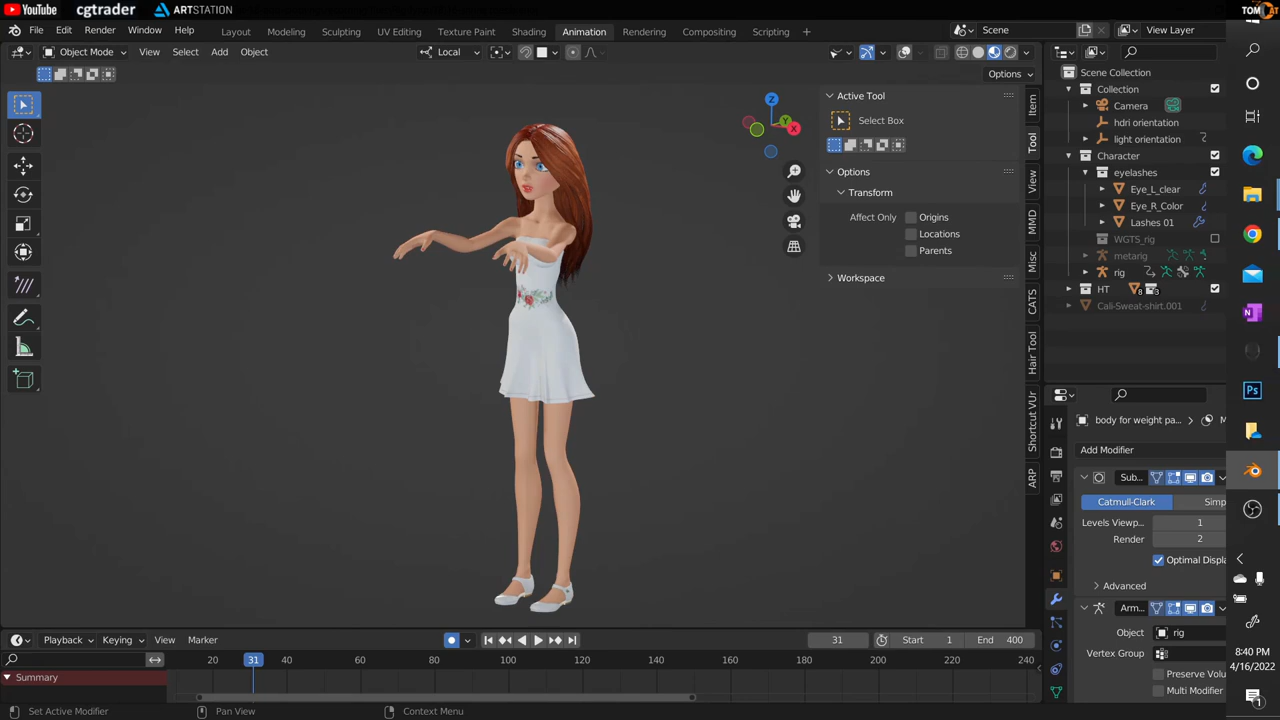 YouTube cgtrader ARTSTATION TOMCAT
File Edit Render Window Help Layout Modeling Sculpting UV Editing Texture Paint Shading Animation Rendering Compositing Scripting + Scene View Layer
Object Mode View Select Add Object Local
Options
Active Tool
Select Box
Options
Transform
Affect Only Origins
Locations
Parents
Workspace
Item
Tool
View
MMD
Misc
CATS
Hair Tool
Shortcut VUr
ARP
Z
Y
X
Scene Collection
Collection
Camera
hdri orientation
light orientation
Character
eyelashes
Eye_L_clear
Eye_R_Color
Lashes 01
WGTS_rig
metarig
rig
HT 8 3
Cali-Sweat-shirt.001
body for weight pa... M
Add Modifier
Sub...
Catmull-Clark Simp
Levels Viewp... 1
Render 2
Optimal Displa
Advanced
Arm...
Object rig
Vertex Group
Preserve Volu
Multi Modifier
Playback Keying View Marker 31 Start 1 End 400
20 31 40 60 80 100 120 140 160 180 200 220 240
Summary
Set Active Modifier Pan View Context Menu
Ps
N
8:40 PM
4/16/2022
1